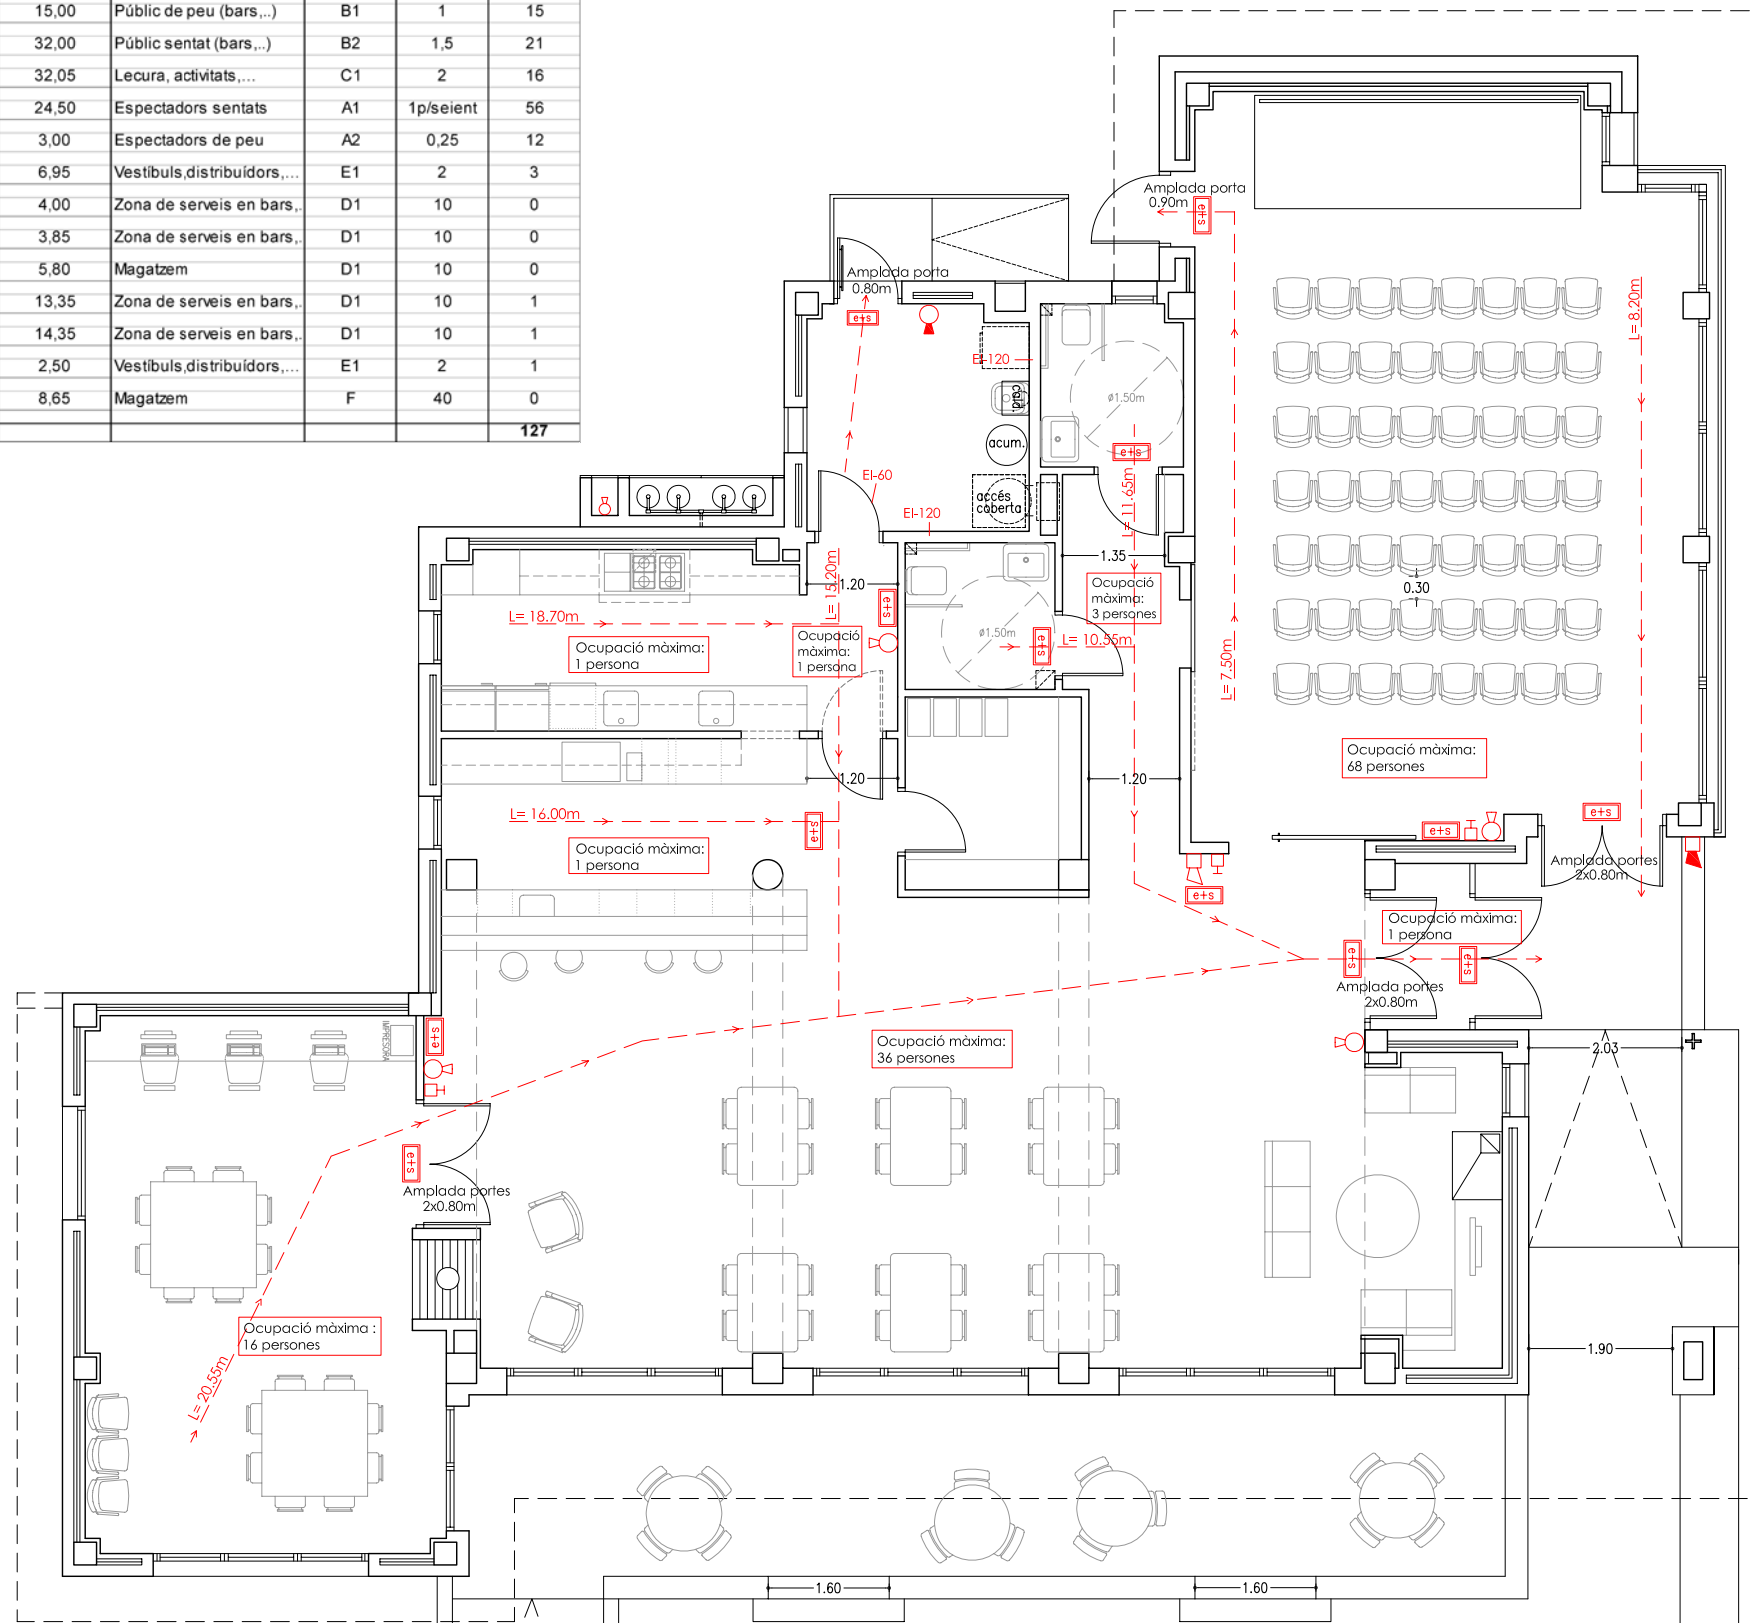 15,00 Públic de peu (bars,..) B1 1 15
32,00 Públic sentat (bars,..) B2 1,5 21
32,05 Lecura, activitats,... C1 2 16
24,50 Espectadors sentats A1 1p/seient 56
3,00 Espectadors de peu A2 0,25 12
6,95 Vestíbuls,distribuïdors,... E1 2 3
4,00 Zona de serveis en bars,. D1 10 0
3,85 Zona de serveis en bars,. D1 10 0
5,80 Magatzem D1 10 0
13,35 Zona de serveis en bars,. D1 10 1
14,35 Zona de serveis en bars,. D1 10 1
2,50 Vestíbuls,distribuïdors,... E1 2 1
8,65 Magatzem F 40 0
127
Amplada porta
0.90m
e+s
Amplada porta
0.80m
e+s
L= 8.20m
EI-120
cald.
Ø1.50m
acum.
e+s
EI-60
accés
coberta
L= 11.65m
EI-120
1.35
L= 15.20m
1.20
Ocupació
màxima:
3 persones
0.30
e+s
L= 18.70m
Ocupació màxima:
1 persona
Ocupació
màxima:
1 persona
Ø1.50m
e+s
L= 10.55m
L= 7.50m
Ocupació màxima:
68 persones
1.20
1.20
L= 16.00m
e+s
Ocupació màxima:
1 persona
e+s
e+s
Amplada portes
2x0.80m
e+s
Ocupació màxima:
1 persona
e+s
e+s
Amplada portes
2x0.80m
IMPRESORA
e+s
Ocupació màxima:
36 persones
2.03
e+s
Amplada portes
2x0.80m
Ocupació màxima :
16 persones
L= 20.55m
1.90
1.60
1.60